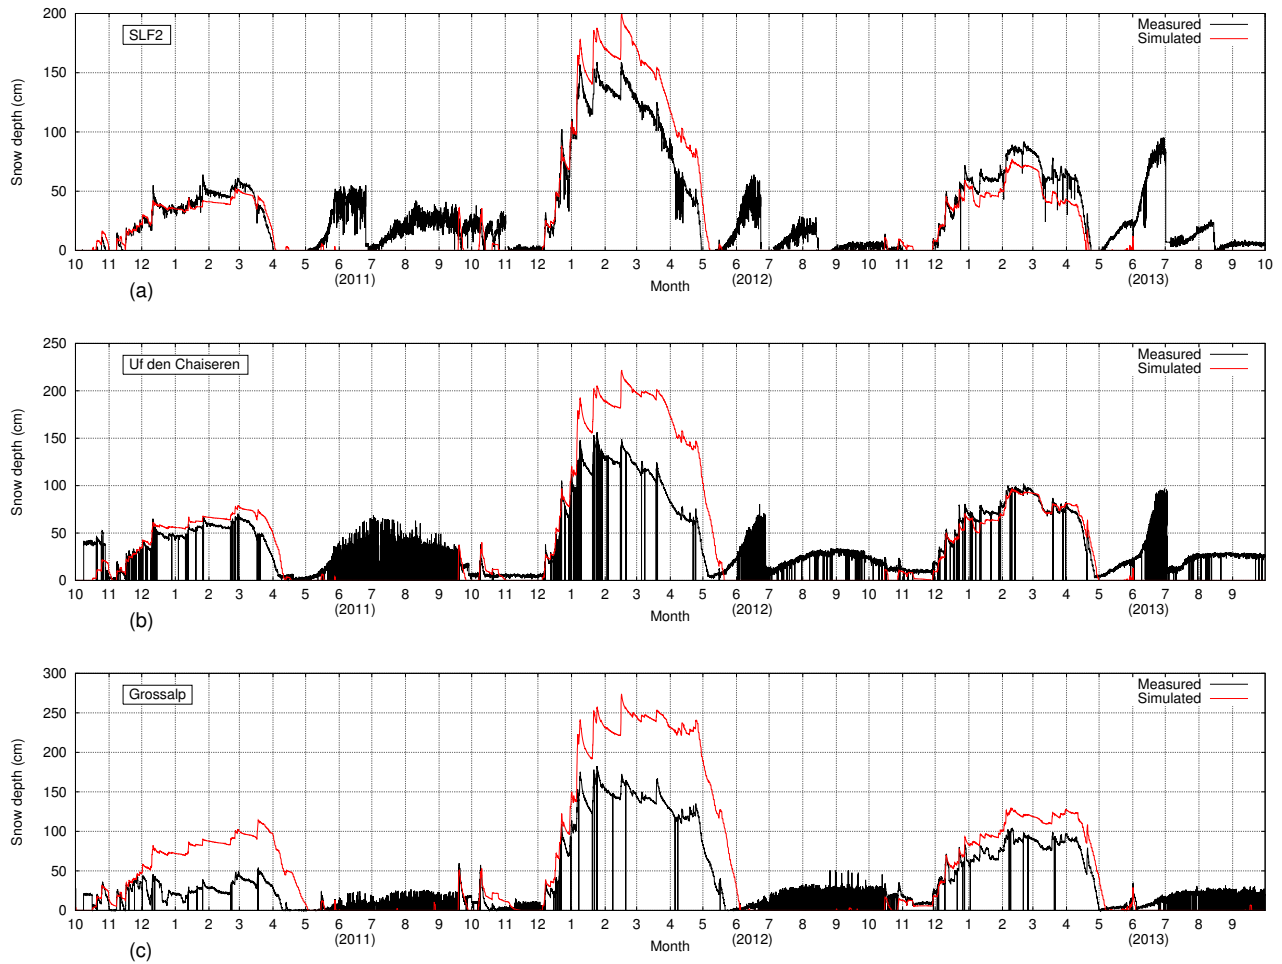 200
150
100
50
0
Snow depth (cm)
SLF2
Measured
Simulated
10 11 12 1 2 3 4 5 6 7 8 9 10 11 12 1 2 3 4 5 6 7 8 9 10 11 12 1 2 3 4 5 6 7 8 9 10
(2011) (2012) (2013)
Month
(a)
250
200
150
100
50
0
Snow depth (cm)
Uf den Chaiseren
Measured
Simulated
10 11 12 1 2 3 4 5 6 7 8 9 10 11 12 1 2 3 4 5 6 7 8 9 10 11 12 1 2 3 4 5 6 7 8 9
(2011) (2012) (2013)
Month
(b)
300
250
200
150
100
50
0
Snow depth (cm)
Grossalp
Measured
Simulated
10 11 12 1 2 3 4 5 6 7 8 9 10 11 12 1 2 3 4 5 6 7 8 9 10 11 12 1 2 3 4 5 6 7 8 9
(2011) (2012) (2013)
Month
(c)